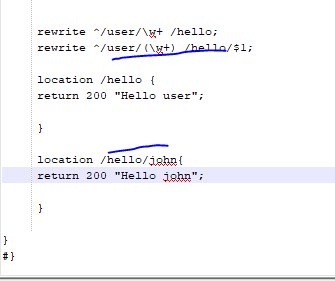 rewrite ^/user/\w+ /hello;
rewrite ^/user/(\w+) /hello/$1;
location /hello {
return 200 "Hello user";
}
location /hello/john{
return 200 "Hello john";
}
}
#}